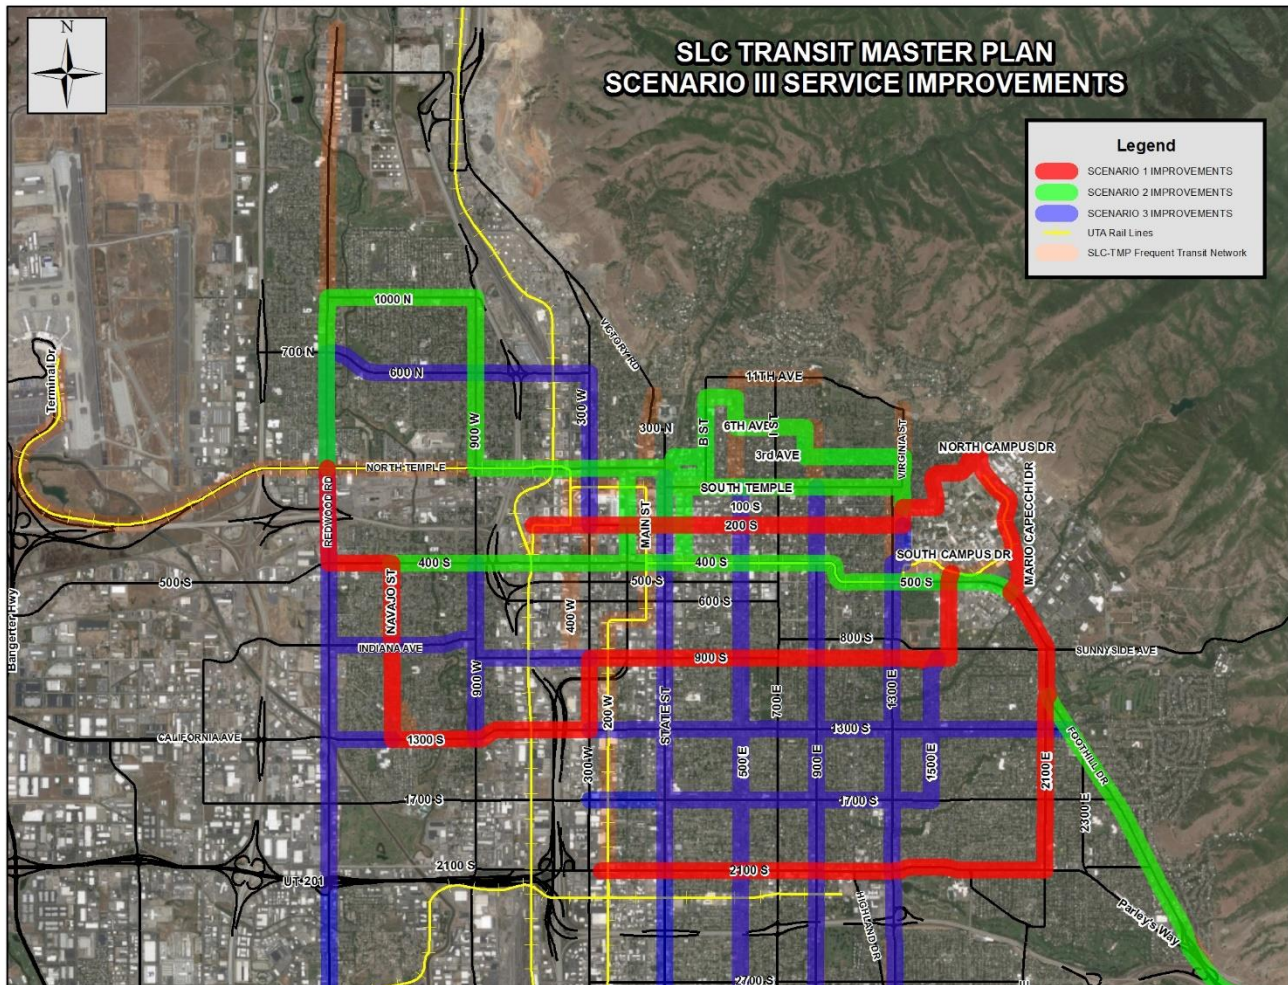 N
SLC TRANSIT MASTER PLAN
SCENARIO III SERVICE IMPROVEMENTS
Legend
SCENARIO 1 IMPROVEMENTS
SCENARIO 2 IMPROVEMENTS
SCENARIO 3 IMPROVEMENTS
UTA Rail Lines
SLC-TMP Frequent Transit Network
1000 N
VICTORY RD
700 N
600 N
Terminal Dr
11TH AVE
300 W
900 W
300 N
B ST
6TH AVE
I ST
VIRGINIA ST
NORTH CAMPUS DR
3rd AVE
NORTH TEMPLE
REDWOOD RD
SOUTH TEMPLE
MARIO CAPECCHI DR
100 S
MAIN ST
200 S
SOUTH CAMPUS DR
400 S
400 S
500 S
500 S
500 S
NAVAJO ST
600 S
400 W
Bangerter Hwy
800 S
SUNNYSIDE AVE
INDIANA AVE
900 S
900 W
200 W
STATE ST
700 E
1300 E
CALIFORNIA AVE
1300 S
1300 S
FOOTHILL DR
300 W
500 E
900 E
1500 E
2100 E
1700 S
1700 S
2300 E
2100 S
2100 S
UT-201
HIGHLAND DR
Parley's Way
2700 S